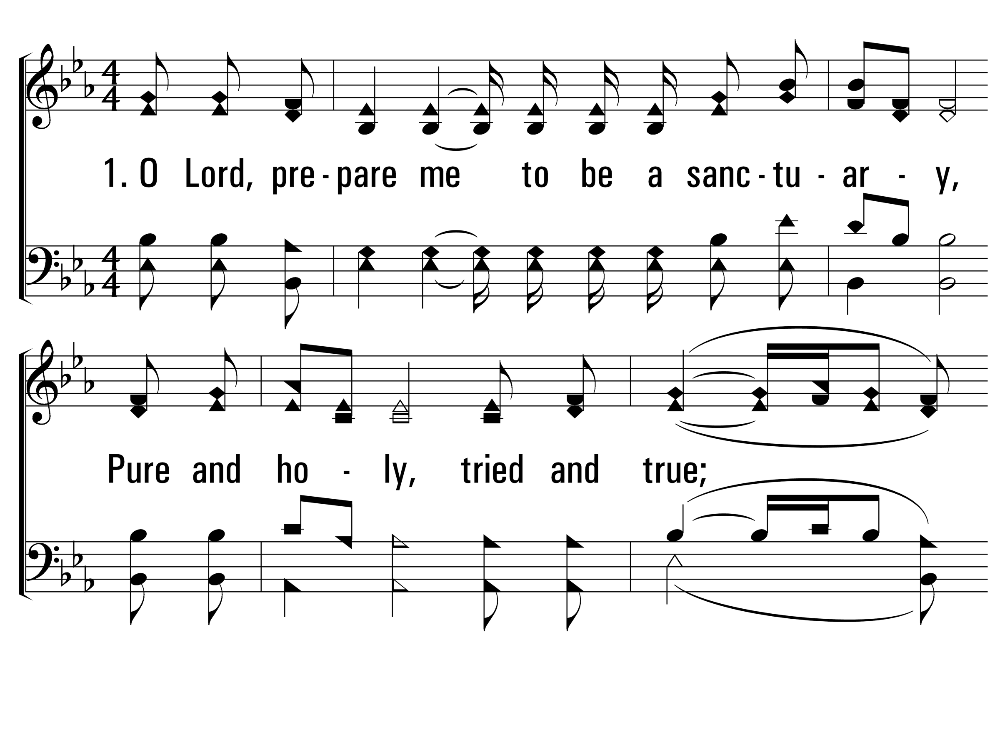 1. O Lord, pre - pare me to be a sanc - tu - ar - y,
Pure and ho - ly, tried and true;